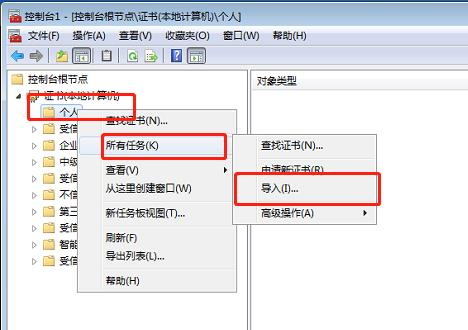 控制台1 - [控制台根节点\证书(本地计算机)\个人]
文件(F) 操作(A) 查看(V) 收藏夹(O) 窗口(W) 帮助(H)
控制台根节点
对象类型
证书(本地计算机)
个人
受信
企业
中级
受信
不信
第三
受信
智能
受信
查找证书(N)...
所有任务(K)
查看(V)
从这里创建窗口(W)
新任务板视图(T)...
刷新(F)
导出列表(L)...
帮助(H)
查找证书(N)...
申请新证书(R)
导入(I)...
高级操作(A)